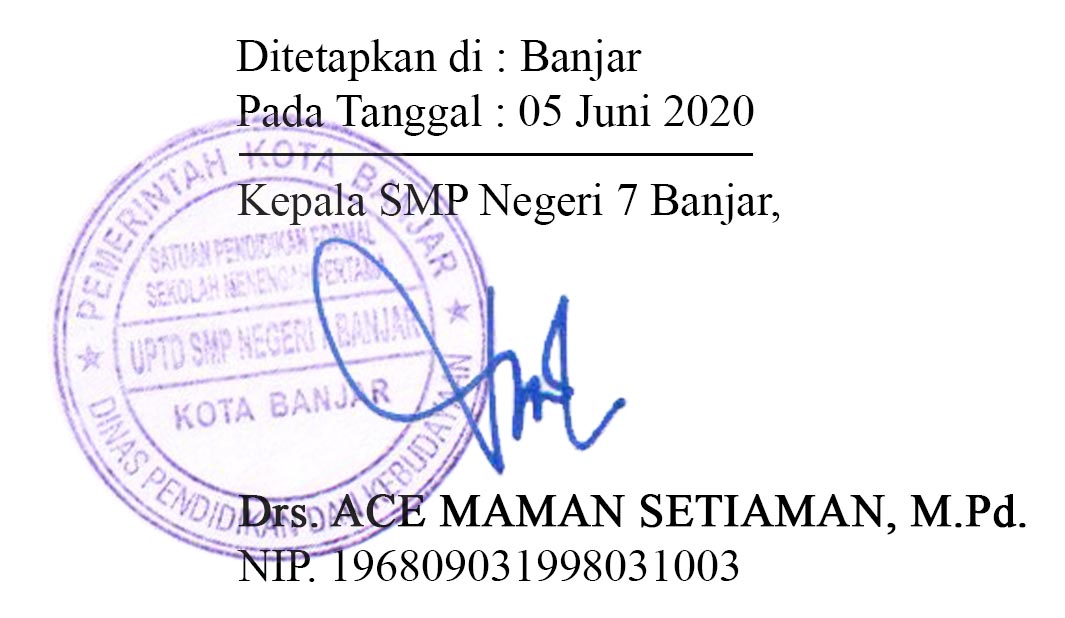 Ditetapkan di : Banjar
Pada Tanggal : 05 Juni 2020
Kepala SMP Negeri 7 Banjar,
PEMERINTAH KOTA BANJAR
SATUAN PENDIDIKAN FORMAL
SEKOLAH MENENGAH PERTAMA
UPTD SMP NEGERI BANJAR
KOTA BANJAR
DINAS PENDIDIKAN DAN KEBUDAYAAN
Drs. ACE MAMAN SETIAMAN, M.Pd.
NIP. 196809031998031003